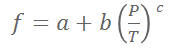 f = a + b(P/T)^c